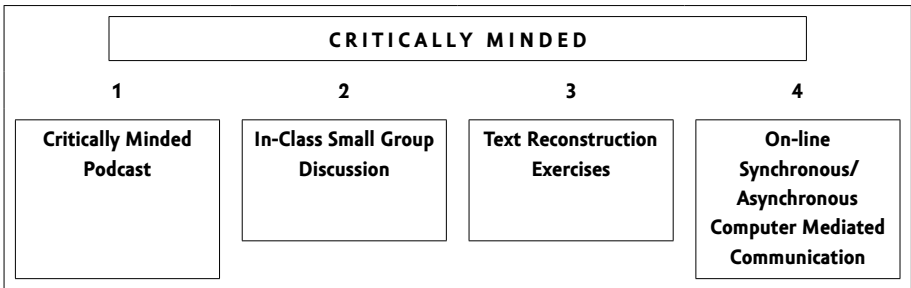 CRITICALLY MINDED
1
2
3
4
Critically Minded
Podcast
In-Class Small Group
Discussion
Text Reconstruction
Exercises
On-line
Synchronous/
Asynchronous
Computer Mediated
Communication